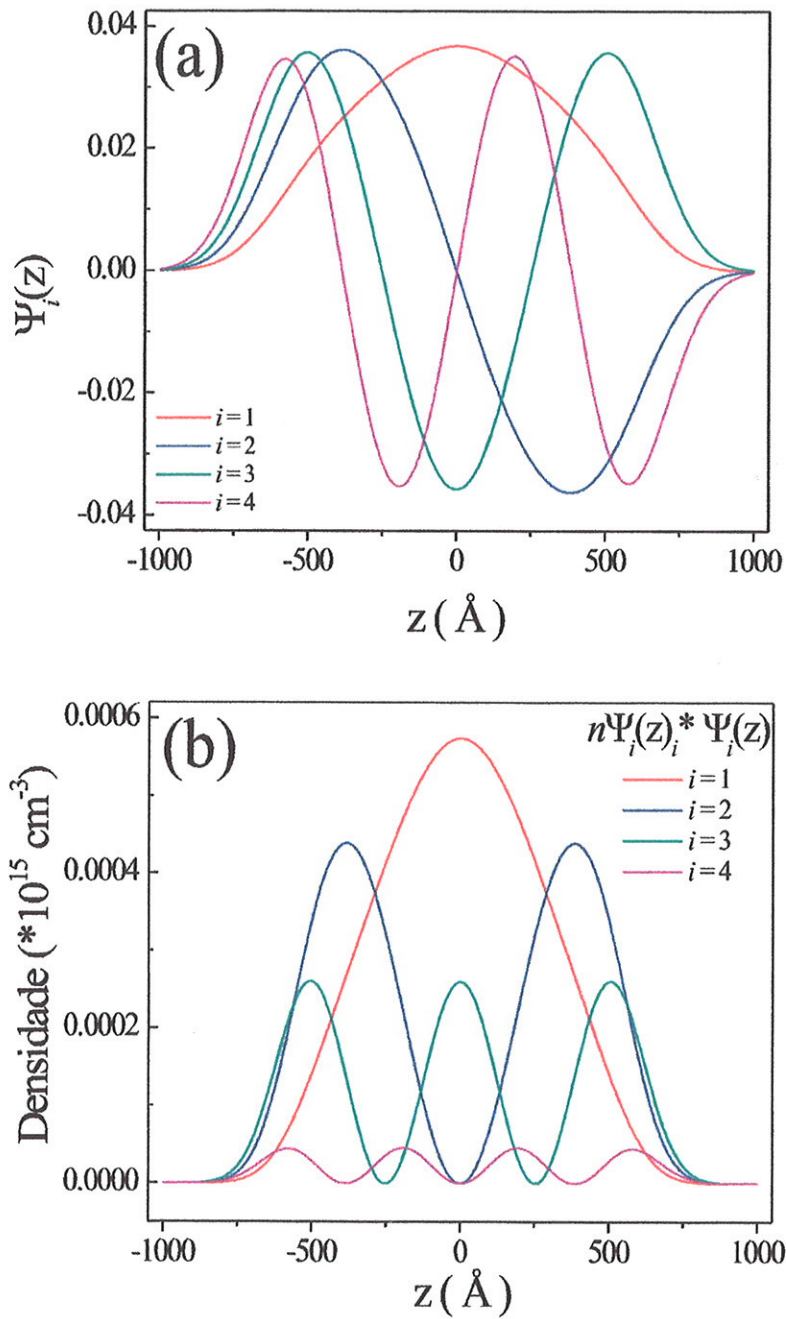 (a)
0.04
0.02
0.00
-0.02
-0.04
Ψi(z)
i=1
i=2
i=3
i=4
-1000 -500 0 500 1000
z (Å)
(b)
nΨi(z)i* Ψi(z)
i=1
i=2
i=3
i=4
0.0006
0.0004
0.0002
0.0000
Densidade (*10^15 cm^-3)
-1000 -500 0 500 1000
z (Å)